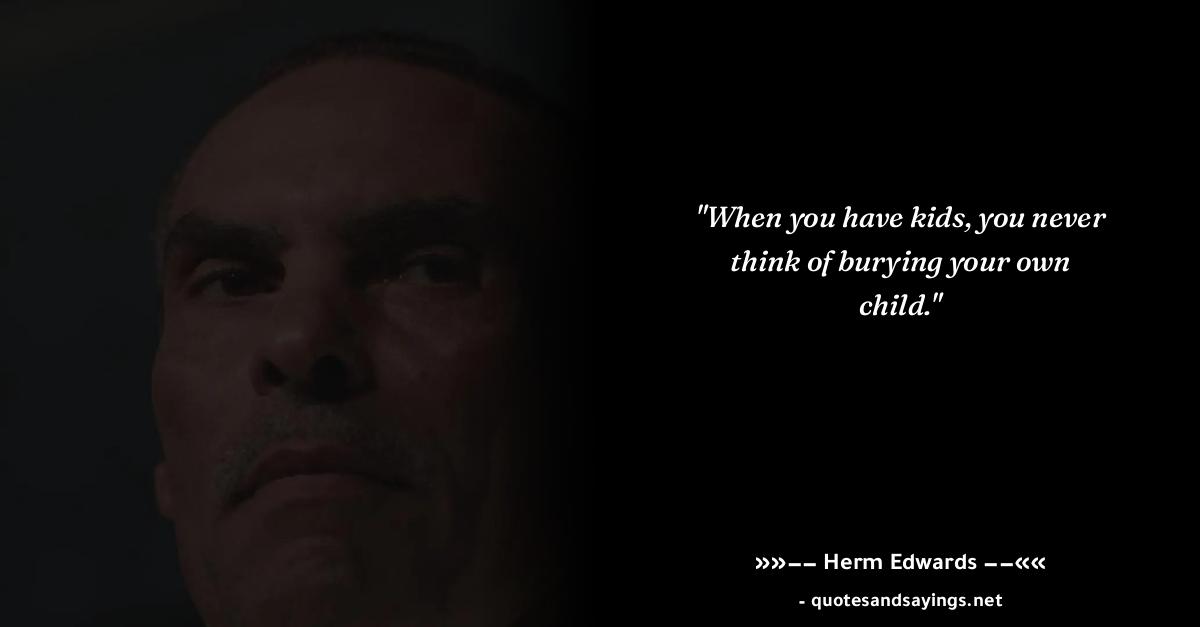 "When you have kids, you never
think of burying your own
child."
»»−− Herm Edwards −−««
- quotesandsayings.net